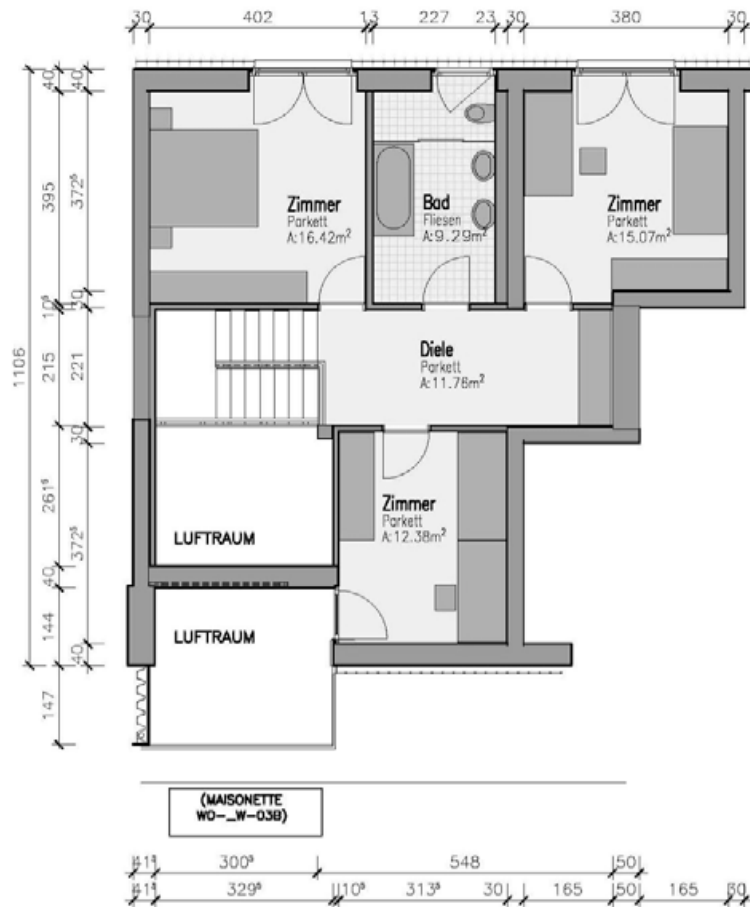 30 402 13 227 23 30 380 30
40 40
395 372⁵
Zimmer
Parkett
A:16.42m²
Bad
Fliesen
A:9.29m²
Zimmer
Parkett
A:15.07m²
10⁵ 30
1106 215 221
Diele
Parkett
A:11.76m²
30
261⁵ 372⁵
Zimmer
Parkett
A:12.38m²
LUFTRAUM
40
144
LUFTRAUM
40
147
(MAISONETTE
WO-_W-03B)
41⁵ 300⁵ 548 50
41⁵ 329⁵ 10⁵ 313⁵ 30 165 50 165 30